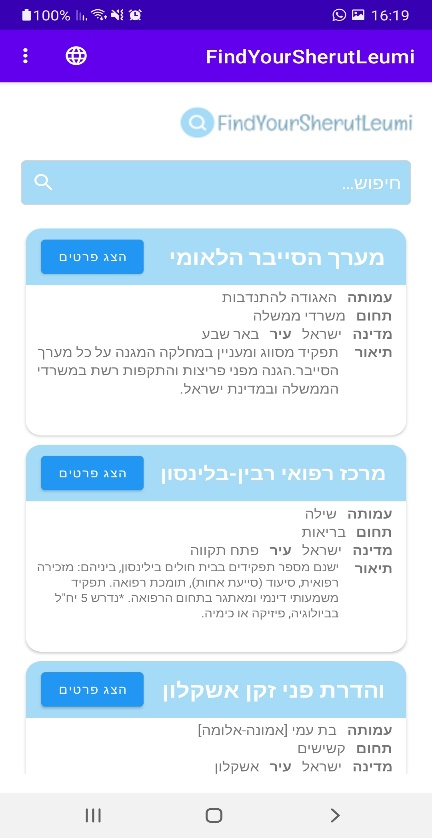 100% 16:19
FindYourSherutLeumi
FindYourSherutLeumi
חיפוש...
מערך הסייבר הלאומי הצג פרטים
עמותה האגודה להתנדבות
תחום משרדי ממשלה
מדינה ישראל עיר באר שבע
תיאור תפקיד מסווג ומעניין במחלקה המגנה על כל מערך
הסייבר.הגנה מפני פריצות והתקפות רשת במשרדי
הממשלה ובמדינת ישראל.
מרכז רפואי רבין-בלינסון הצג פרטים
עמותה שילה
תחום בריאות
מדינה ישראל עיר פתח תקווה
תיאור ישנם מספר תפקידים בבית חולים בילינסון, ביניהם: מזכירה
רפואית, סיעוד (סייעת אחות), תומכת רפואה. תפקיד
משמעותי דינמי ומאתגר בתחום הרפואה. *נדרש 5 יח"ל
בביולוגיה, פיזיקה או כימיה.
והדרת פני זקן אשקלון הצג פרטים
עמותה בת עמי [אמונה-אלומה]
תחום קשישים
מדינה ישראל עיר אשקלון